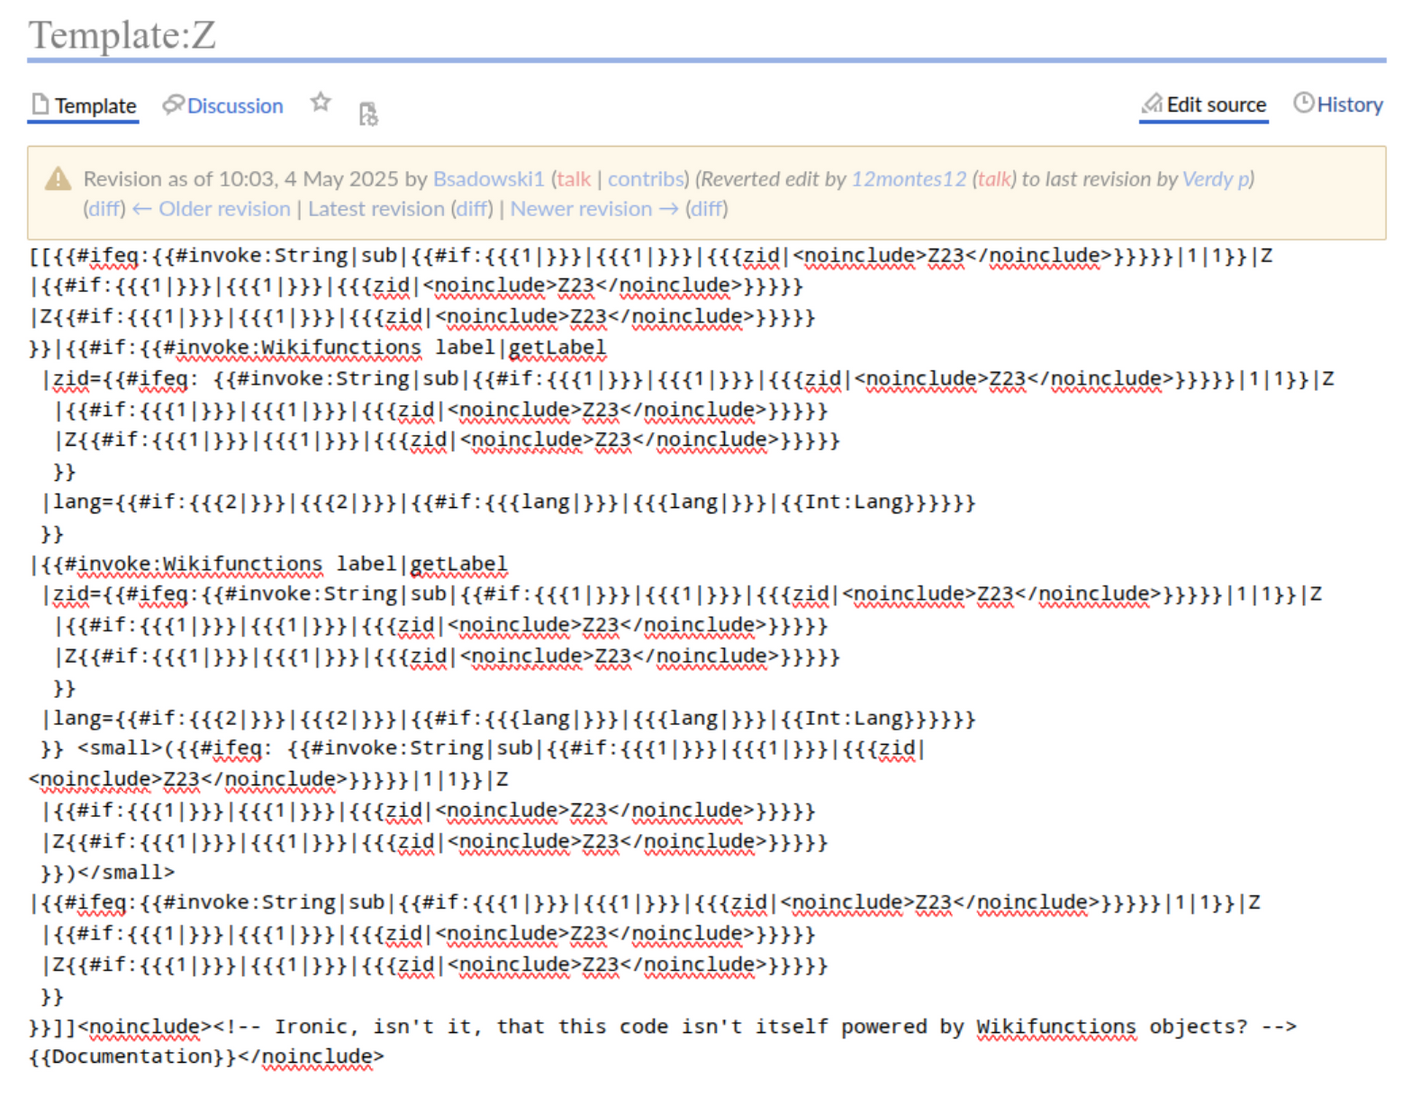 Template:Z
Template Discussion Edit source History
Revision as of 10:03, 4 May 2025 by Bsadowski1 (talk | contribs) (Reverted edit by 12montes12 (talk) to last revision by Verdy p)
(diff) ← Older revision | Latest revision (diff) | Newer revision → (diff)
[[{{#ifeq:{{#invoke:String|sub|{{#if:{{{1|}}}|{{{1|}}}|{{{zid|<noinclude>Z23</noinclude>}}}}}|1|1}}|Z
|{{#if:{{{1|}}}|{{{1|}}}|{{{zid|<noinclude>Z23</noinclude>}}}}}
|Z{{#if:{{{1|}}}|{{{1|}}}|{{{zid|<noinclude>Z23</noinclude>}}}}}
}}|{{#if:{{#invoke:Wikifunctions label|getLabel
|zid={{#ifeq: {{#invoke:String|sub|{{#if:{{{1|}}}|{{{1|}}}|{{{zid|<noinclude>Z23</noinclude>}}}}}|1|1}}|Z
|{{#if:{{{1|}}}|{{{1|}}}|{{{zid|<noinclude>Z23</noinclude>}}}}}
|Z{{#if:{{{1|}}}|{{{1|}}}|{{{zid|<noinclude>Z23</noinclude>}}}}}
}}
|lang={{#if:{{{2|}}}|{{{2|}}}|{{#if:{{{lang|}}}|{{{lang|}}}|{{Int:Lang}}}}}}
}}
|{{#invoke:Wikifunctions label|getLabel
|zid={{#ifeq:{{#invoke:String|sub|{{#if:{{{1|}}}|{{{1|}}}|{{{zid|<noinclude>Z23</noinclude>}}}}}|1|1}}|Z
|{{#if:{{{1|}}}|{{{1|}}}|{{{zid|<noinclude>Z23</noinclude>}}}}}
|Z{{#if:{{{1|}}}|{{{1|}}}|{{{zid|<noinclude>Z23</noinclude>}}}}}
}}
|lang={{#if:{{{2|}}}|{{{2|}}}|{{#if:{{{lang|}}}|{{{lang|}}}|{{Int:Lang}}}}}}
}} <small>({{#ifeq: {{#invoke:String|sub|{{#if:{{{1|}}}|{{{1|}}}|{{{zid|
<noinclude>Z23</noinclude>}}}}}|1|1}}|Z
|{{#if:{{{1|}}}|{{{1|}}}|{{{zid|<noinclude>Z23</noinclude>}}}}}
|Z{{#if:{{{1|}}}|{{{1|}}}|{{{zid|<noinclude>Z23</noinclude>}}}}}
}})</small>
|{{#ifeq:{{#invoke:String|sub|{{#if:{{{1|}}}|{{{1|}}}|{{{zid|<noinclude>Z23</noinclude>}}}}}|1|1}}|Z
|{{#if:{{{1|}}}|{{{1|}}}|{{{zid|<noinclude>Z23</noinclude>}}}}}
|Z{{#if:{{{1|}}}|{{{1|}}}|{{{zid|<noinclude>Z23</noinclude>}}}}}
}}
}}]]<noinclude><!-- Ironic, isn't it, that this code isn't itself powered by Wikifunctions objects? -->
{{Documentation}}</noinclude>